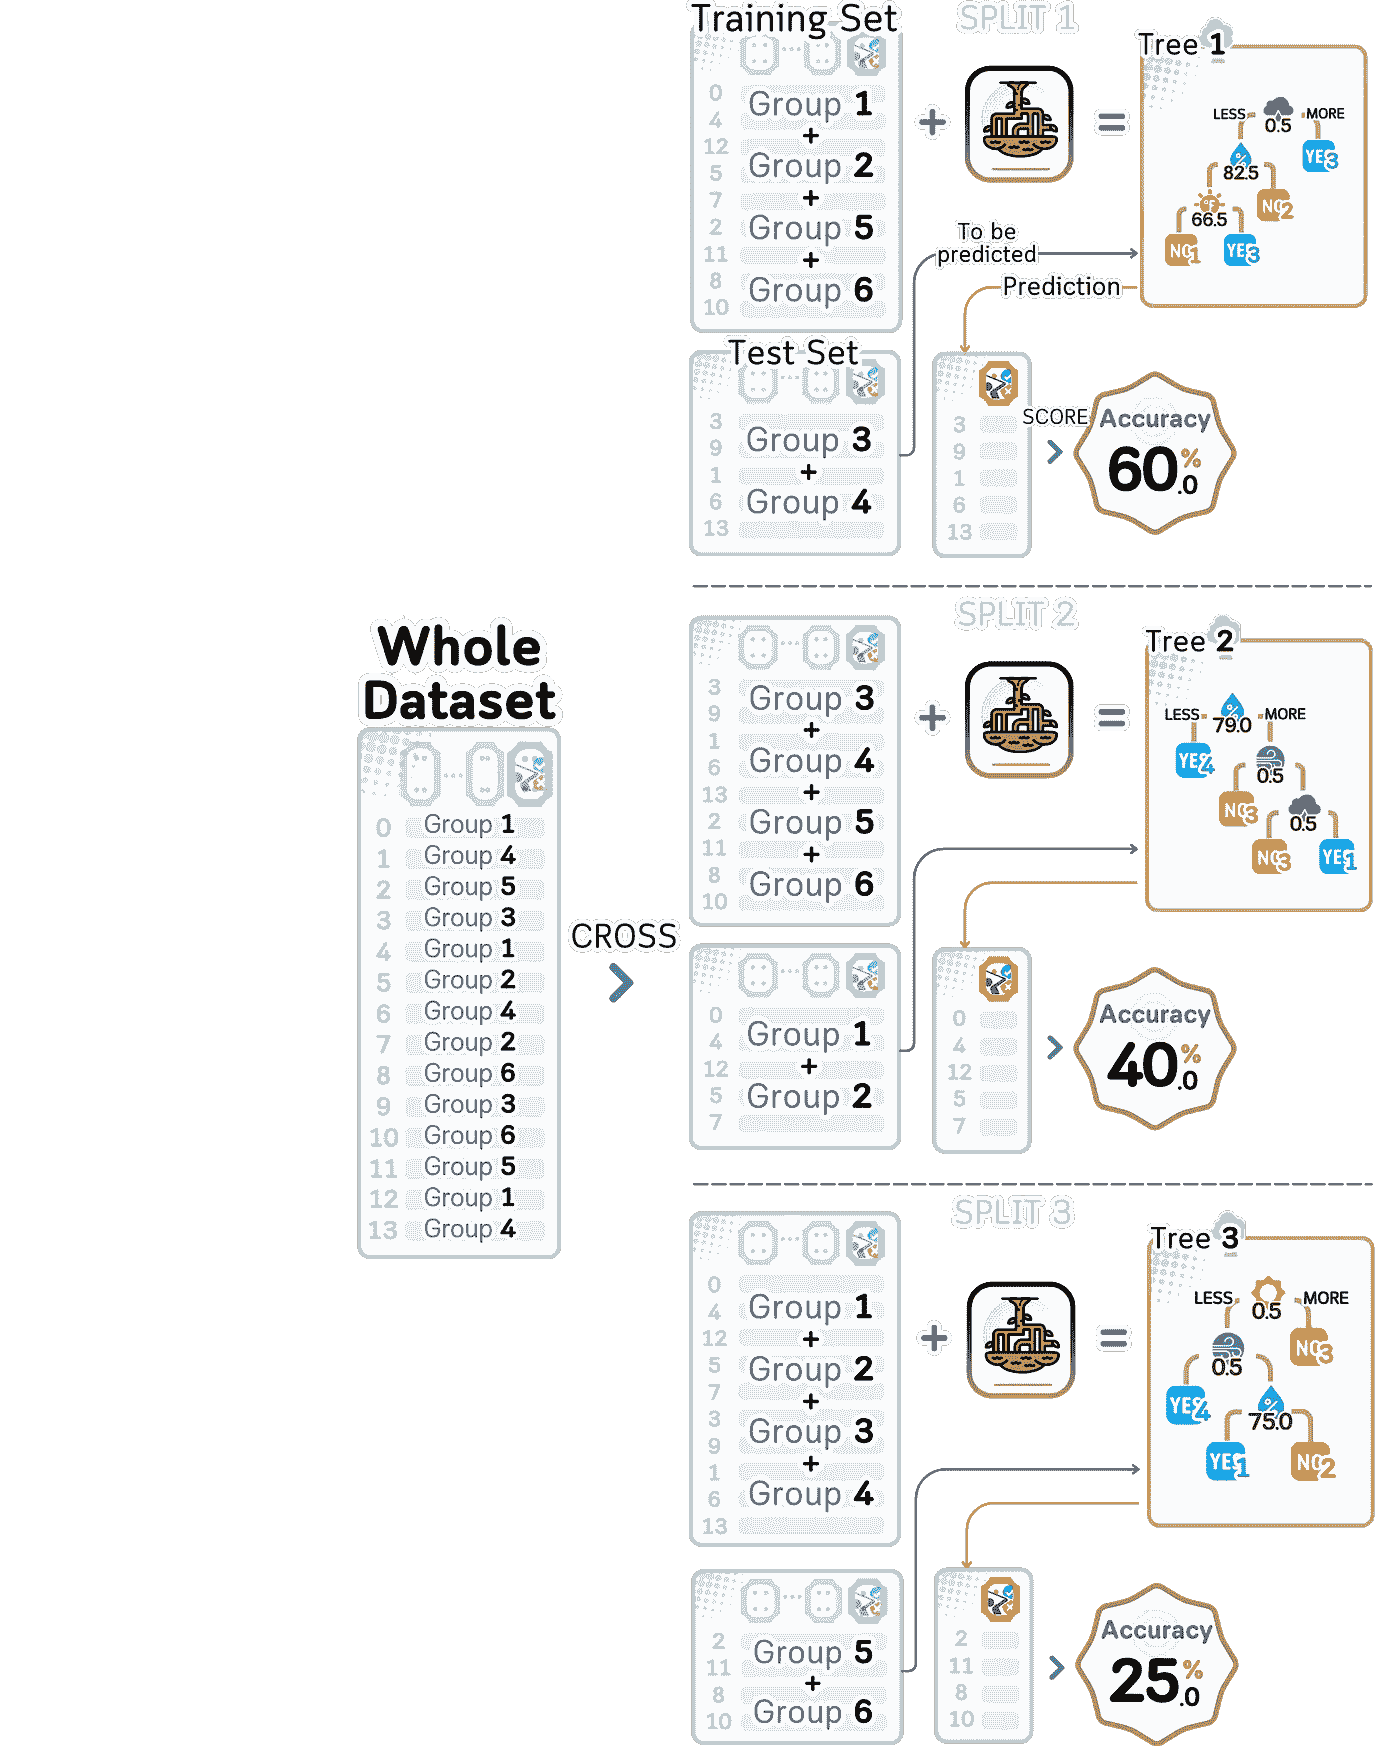 Whole
Dataset
0 Group 1
1 Group 4
2 Group 5
3 Group 3
4 Group 1
5 Group 2
6 Group 4
7 Group 2
8 Group 6
9 Group 3
10 Group 6
11 Group 5
12 Group 1
13 Group 4
CROSS
SPLIT 1
Training Set
0
4
12
5
7
2
11
8
10
Group 1
+
Group 2
+
Group 5
+
Group 6
+
=
Tree 1
LESS 0.5 MORE
82.5
YES 3
66.5
NO 2
NO 1
YES 3
To be
predicted
Prediction
Test Set
3
9
1
6
13
Group 3
+
Group 4
3
9
1
6
13
SCORE
Accuracy
60.0%
SPLIT 2
3
9
1
6
13
2
11
8
10
Group 3
+
Group 4
+
Group 5
+
Group 6
+
=
Tree 2
LESS 79.0 MORE
YES 4
0.5
NO 3
0.5
NO 3
YES 1
0
4
12
5
7
Group 1
+
Group 2
0
4
12
5
7
Accuracy
40.0%
SPLIT 3
0
4
12
5
7
3
9
1
6
13
Group 1
+
Group 2
+
Group 3
+
Group 4
+
=
Tree 3
LESS 0.5 MORE
0.5
NO 3
YES 4
75.0
YES 1
NO 2
2
11
8
10
Group 5
+
Group 6
2
11
8
10
Accuracy
25.0%